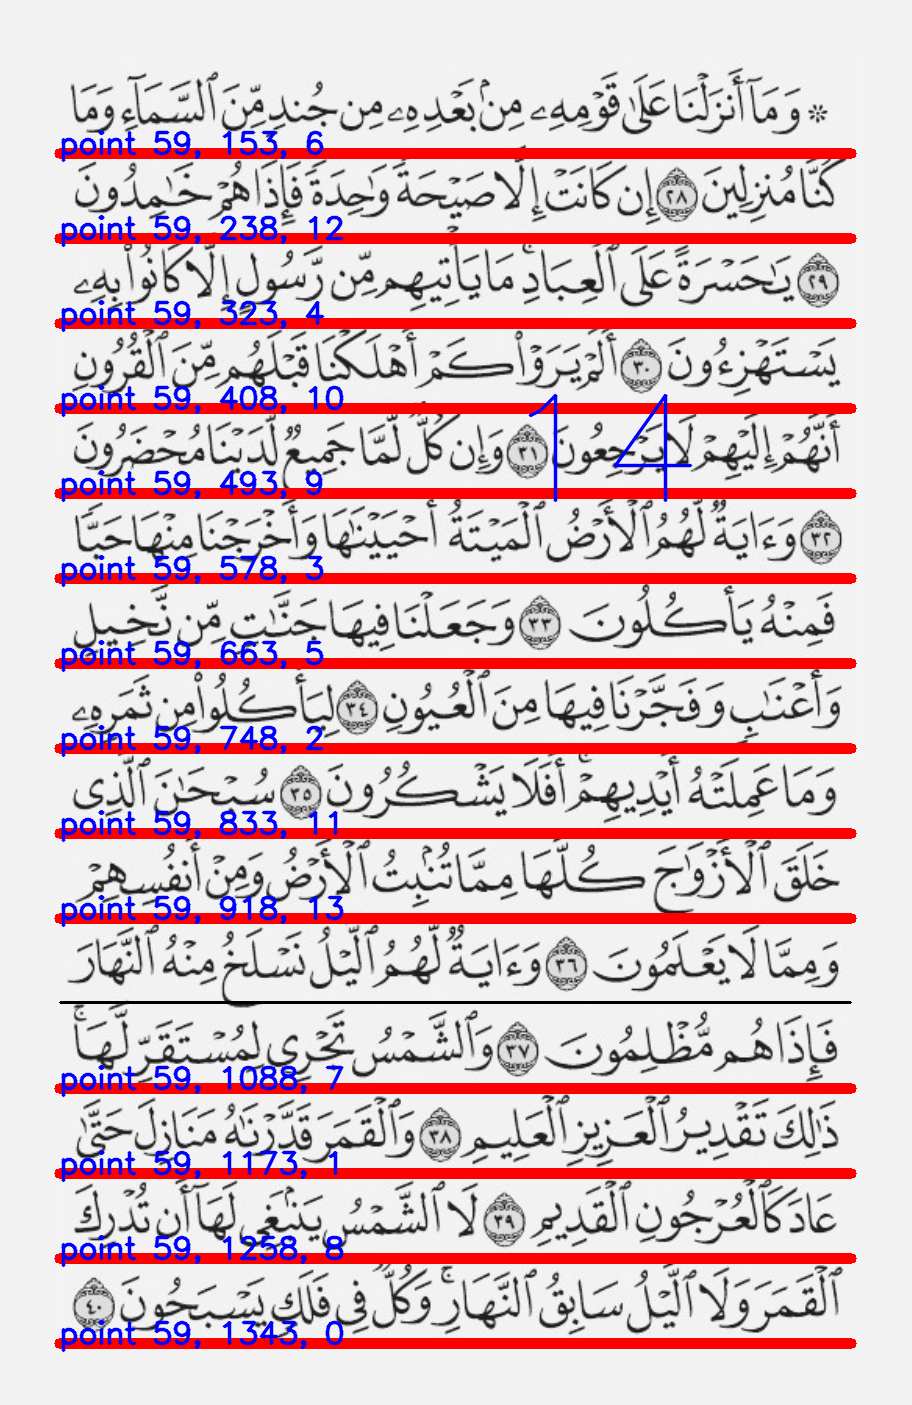 ۞ وَمَآ أَنزَلْنَا عَلَىٰ قَوْمِهِۦ مِنۢ بَعْدِهِۦ مِن جُندٍ مِّنَ ٱلسَّمَآءِ وَمَا
point 59, 153, 6
كُنَّا مُنزِلِينَ ٢٨ إِن كَانَتْ إِلَّا صَيْحَةً وَٰحِدَةً فَإِذَا هُمْ خَٰمِدُونَ
point 59, 238, 12
٢٩ يَٰحَسْرَةً عَلَى ٱلْعِبَادِ ۚ مَا يَأْتِيهِم مِّن رَّسُولٍ إِلَّا كَانُوا۟ بِهِۦ
point 59, 323, 4
يَسْتَهْزِءُونَ ٣٠ أَلَمْ يَرَوْا۟ كَمْ أَهْلَكْنَا قَبْلَهُم مِّنَ ٱلْقُرُونِ
point 59, 408, 10
14
أَنَّهُمْ إِلَيْهِمْ لَا يَرْجِعُونَ ٣١ وَإِن كُلٌّ لَّمَّا جَمِيعٌ لَّدَيْنَا مُحْضَرُونَ
point 59, 493, 9
٣٢ وَءَايَةٌ لَّهُمُ ٱلْأَرْضُ ٱلْمَيْتَةُ أَحْيَيْنَٰهَا وَأَخْرَجْنَا مِنْهَا حَبًّا
point 59, 578, 3
فَمِنْهُ يَأْكُلُونَ ٣٣ وَجَعَلْنَا فِيهَا جَنَّٰتٍ مِّن نَّخِيلٍ
point 59, 663, 5
وَأَعْنَٰبٍ وَفَجَّرْنَا فِيهَا مِنَ ٱلْعُيُونِ ٣٤ لِيَأْكُلُوا۟ مِن ثَمَرِهِۦ
point 59, 748, 2
وَمَا عَمِلَتْهُ أَيْدِيهِمْ ۖ أَفَلَا يَشْكُرُونَ ٣٥ سُبْحَٰنَ ٱلَّذِى
point 59, 833, 11
خَلَقَ ٱلْأَزْوَٰجَ كُلَّهَا مِمَّا تُنۢبِتُ ٱلْأَرْضُ وَمِنْ أَنفُسِهِمْ
point 59, 918, 13
وَمِمَّا لَا يَعْلَمُونَ ٣٦ وَءَايَةٌ لَّهُمُ ٱلَّيْلُ نَسْلَخُ مِنْهُ ٱلنَّهَارَ
فَإِذَا هُم مُّظْلِمُونَ ٣٧ وَٱلشَّمْسُ تَجْرِى لِمُسْتَقَرٍّ لَّهَا ۚ
point 59, 1088, 7
ذَٰلِكَ تَقْدِيرُ ٱلْعَزِيزِ ٱلْعَلِيمِ ٣٨ وَٱلْقَمَرَ قَدَّرْنَٰهُ مَنَازِلَ حَتَّىٰ
point 59, 1173, 1
عَادَ كَٱلْعُرْجُونِ ٱلْقَدِيمِ ٣٩ لَا ٱلشَّمْسُ يَنۢبَغِى لَهَآ أَن تُدْرِكَ
point 59, 1258, 8
ٱلْقَمَرَ وَلَا ٱلَّيْلُ سَابِقُ ٱلنَّهَارِ ۚ وَكُلٌّ فِى فَلَكٍ يَسْبَحُونَ ٤٠
point 59, 1343, 0